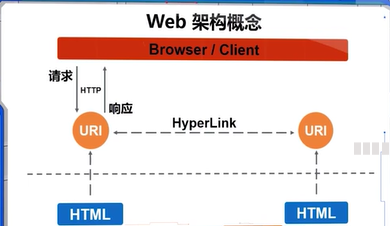 Web 架构概念
Browser / Client
请求
HTTP
响应
HyperLink
URI
URI
HTML
HTML